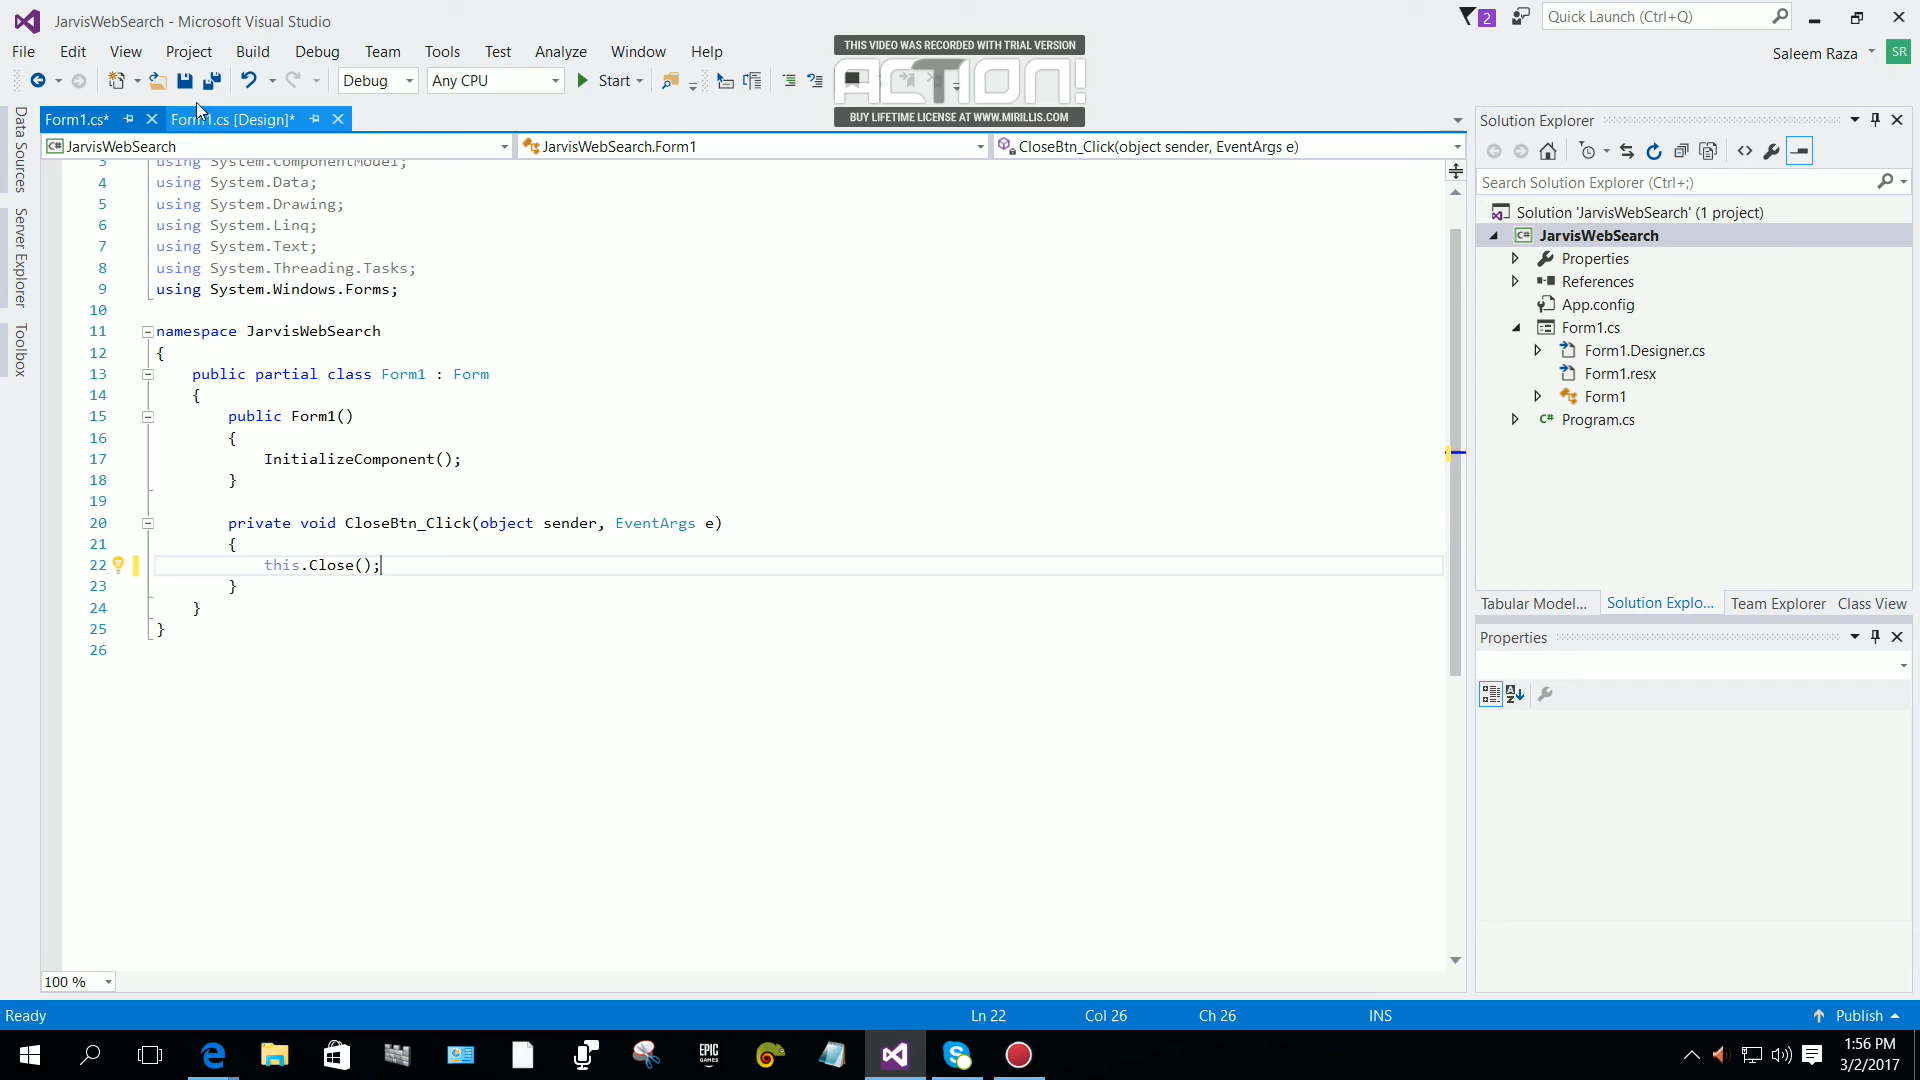 JarvisWebSearch - Microsoft Visual Studio
2
Quick Launch (Ctrl+Q)
File Edit View Project Build Debug Team Tools Test Analyze Window Help
Saleem Raza SR
Debug Any CPU Start
THIS VIDEO WAS RECORDED WITH TRIAL VERSION
ACTION!
BUY LIFETIME LICENSE AT WWW.MIRILLIS.COM
Form1.cs* Form1.cs [Design]*
JarvisWebSearch JarvisWebSearch.Form1 CloseBtn_Click(object sender, EventArgs e)
Data Sources
Server Explorer
Toolbox
3 using System.ComponentModel;
4 using System.Data;
5 using System.Drawing;
6 using System.Linq;
7 using System.Text;
8 using System.Threading.Tasks;
9 using System.Windows.Forms;
10
11 namespace JarvisWebSearch
12 {
13 public partial class Form1 : Form
14 {
15 public Form1()
16 {
17 InitializeComponent();
18 }
19
20 private void CloseBtn_Click(object sender, EventArgs e)
21 {
22 this.Close();
23 }
24 }
25 }
26
100 %
Solution Explorer
Search Solution Explorer (Ctrl+;)
Solution 'JarvisWebSearch' (1 project)
JarvisWebSearch
Properties
References
App.config
Form1.cs
Form1.Designer.cs
Form1.resx
Form1
Program.cs
Tabular Model... Solution Explo... Team Explorer Class View
Properties
Ready Ln 22 Col 26 Ch 26 INS Publish
EPIC GAMES
1:56 PM
3/2/2017